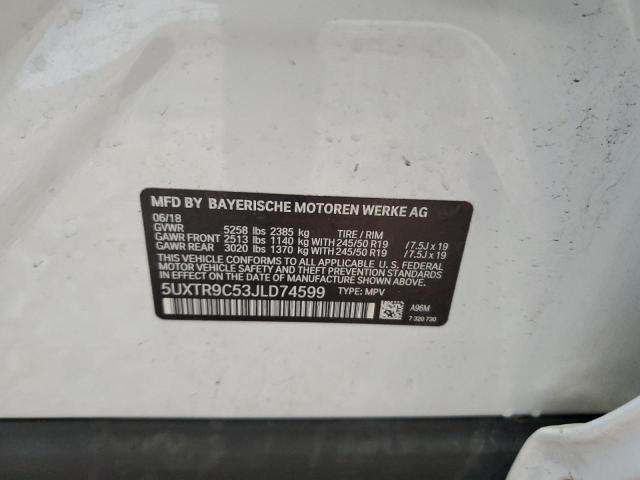 MFD BY BAYERISCHE MOTOREN WERKE AG
06/18
GVWR 5258 lbs 2385 kg TIRE / RIM
GAWR FRONT 2513 lbs 1140 kg WITH 245/50 R19 /7.5J x 19
GAWR REAR 3020 lbs 1370 kg WITH 245/50 R19 /7.5J x 19
THIS VEHICLE CONFORMS TO ALL APPLICABLE U. S. FEDERAL
MOTOR VEHICLE SAFETY, BUMPER, AND THEFT PREVENTION
STANDARDS IN EFFECT ON THE DATE OF MANUFACTURE SHOWN ABOVE.
5UXTR9C53JLD74599 TYPE: MPV
A96M
7 320 730